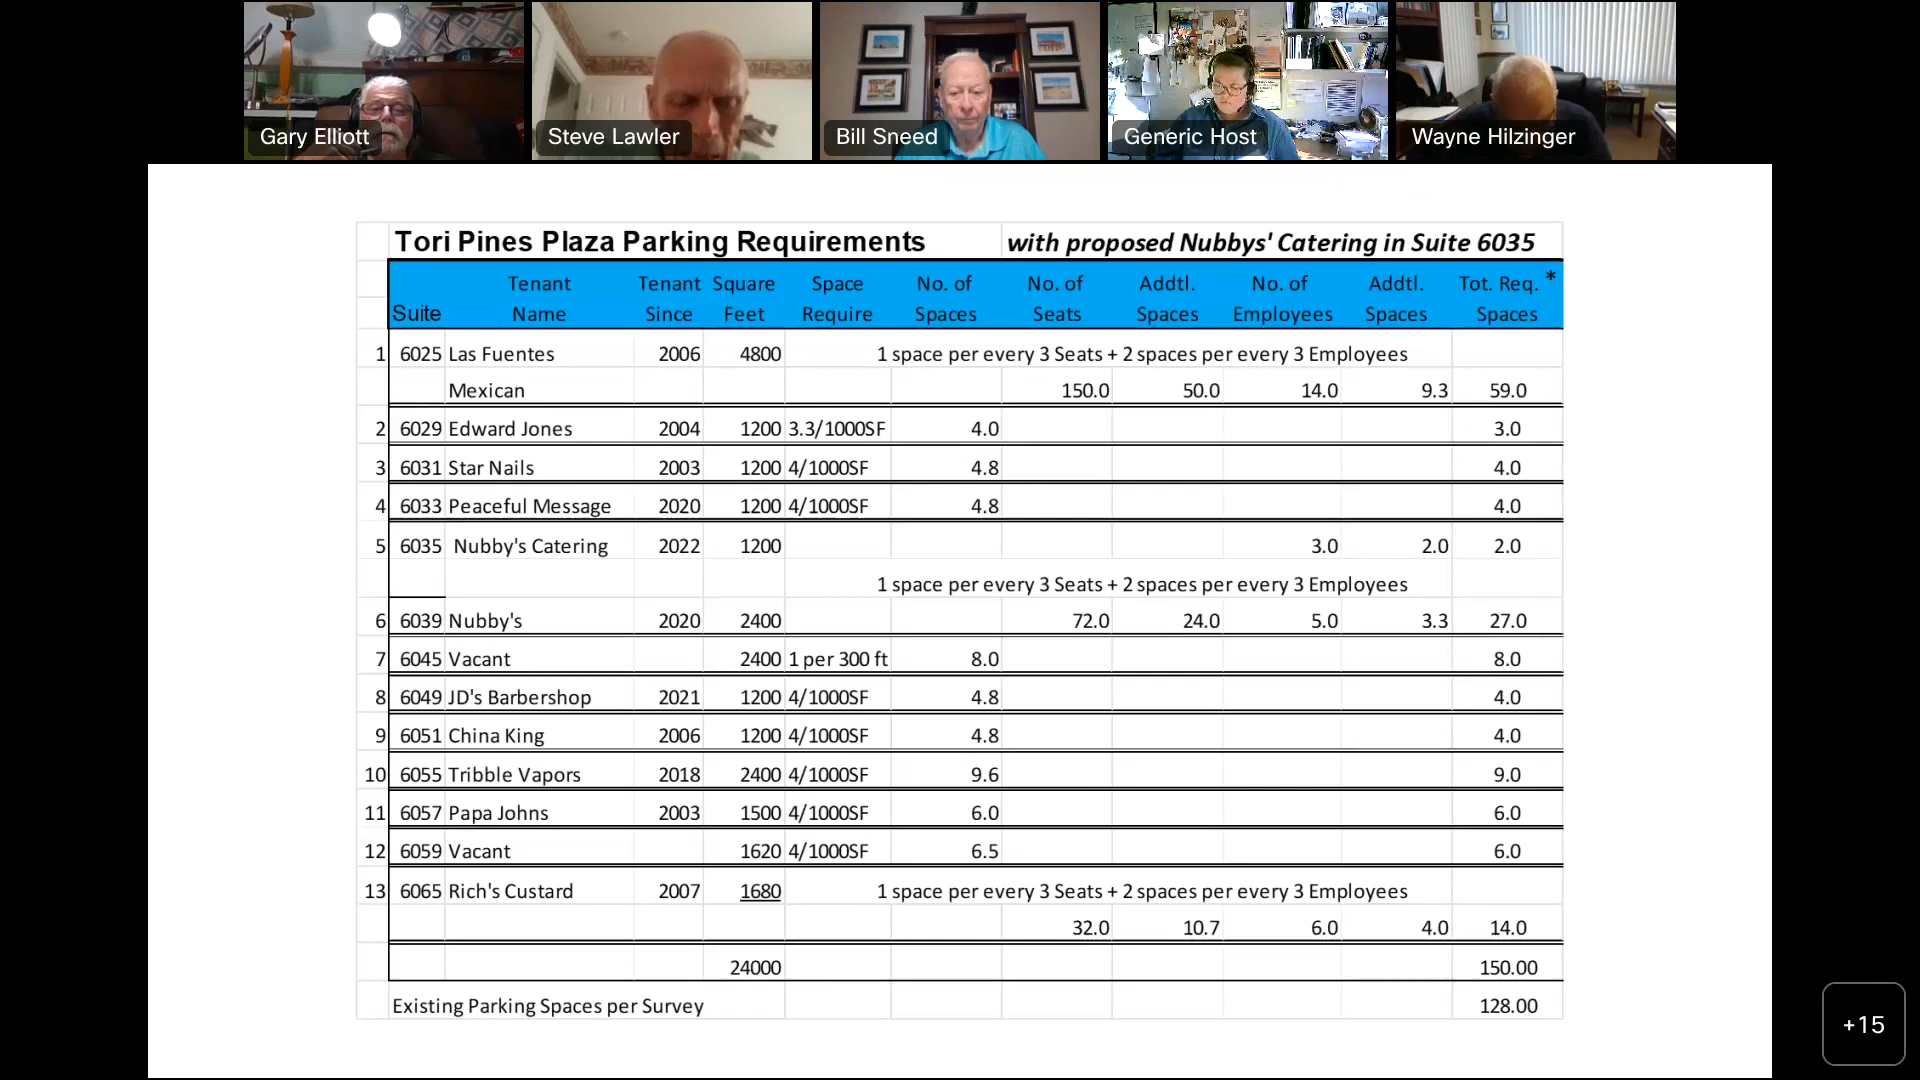 Gary Elliott
Steve Lawler
Bill Sneed
Generic Host
Wayne Hilzinger
Tori Pines Plaza Parking Requirements with proposed Nubbys' Catering in Suite 6035
Tenant Tenant Square Space No. of No. of Addtl. No. of Addtl. Tot. Req. *
Suite Name Since Feet Require Spaces Seats Spaces Employees Spaces Spaces
1 6025 Las Fuentes 2006 4800 1 space per every 3 Seats + 2 spaces per every 3 Employees
Mexican 150.0 50.0 14.0 9.3 59.0
2 6029 Edward Jones 2004 1200 3.3/1000SF 4.0 3.0
3 6031 Star Nails 2003 1200 4/1000SF 4.8 4.0
4 6033 Peaceful Message 2020 1200 4/1000SF 4.8 4.0
5 6035 Nubby's Catering 2022 1200 3.0 2.0 2.0
1 space per every 3 Seats + 2 spaces per every 3 Employees
6 6039 Nubby's 2020 2400 72.0 24.0 5.0 3.3 27.0
7 6045 Vacant 2400 1 per 300 ft 8.0 8.0
8 6049 JD's Barbershop 2021 1200 4/1000SF 4.8 4.0
9 6051 China King 2006 1200 4/1000SF 4.8 4.0
10 6055 Tribble Vapors 2018 2400 4/1000SF 9.6 9.0
11 6057 Papa Johns 2003 1500 4/1000SF 6.0 6.0
12 6059 Vacant 1620 4/1000SF 6.5 6.0
13 6065 Rich's Custard 2007 1680 1 space per every 3 Seats + 2 spaces per every 3 Employees
32.0 10.7 6.0 4.0 14.0
24000 150.00
Existing Parking Spaces per Survey 128.00
+15